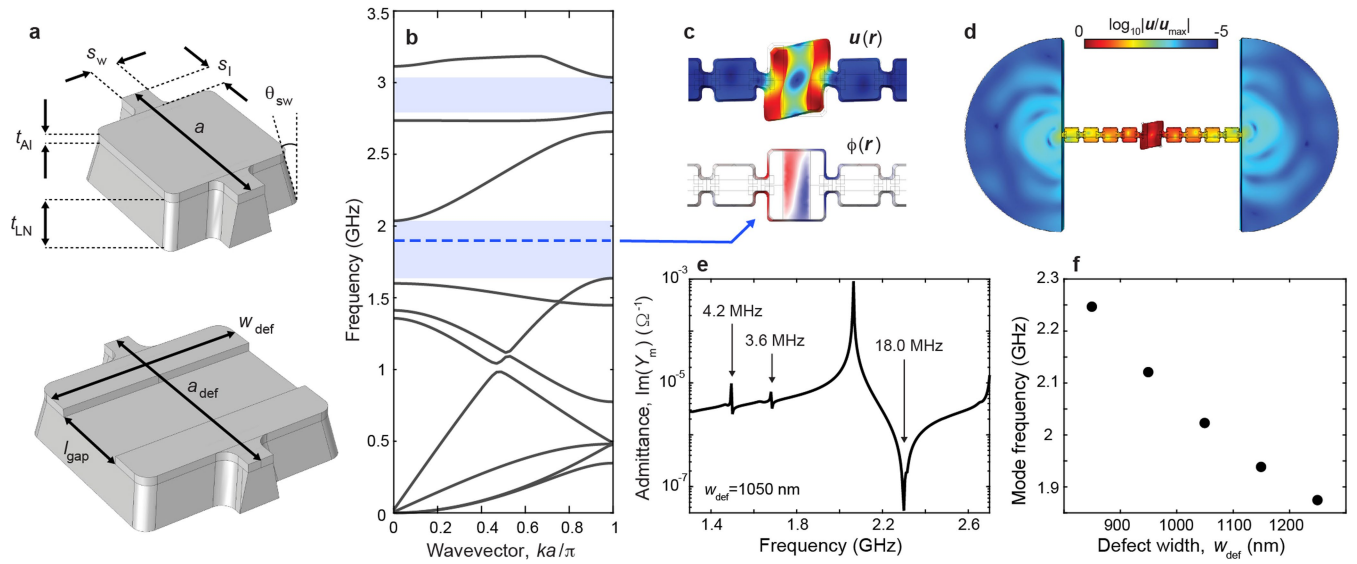 a
s_w
s_l
θ_sw
a
t_Al
t_LN
w_def
a_def
l_gap
b
3.5
3
2.5
2
1.5
1
0.5
0
Frequency (GHz)
0 0.2 0.4 0.6 0.8 1
Wavevector, ka/π
c
u(r)
ϕ(r)
d
log₁₀|u/u_max|
0 -5
e
10⁻³
10⁻⁵
10⁻⁷
Admittance, Im(Y_m) (Ω⁻¹)
4.2 MHz
3.6 MHz
18.0 MHz
w_def=1050 nm
1.4 1.8 2.2 2.6
Frequency (GHz)
f
2.3
2.2
2.1
2
1.9
Mode frequency (GHz)
900 1000 1100 1200
Defect width, w_def (nm)